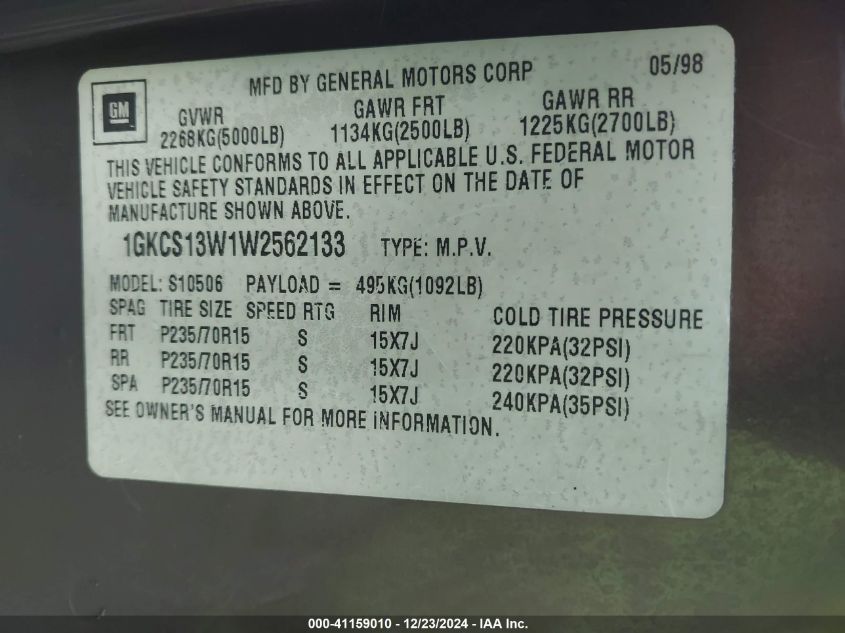 MFD BY GENERAL MOTORS CORP 05/98
GM
GVWR GAWR FRT GAWR RR
2268KG(5000LB) 1134KG(2500LB) 1225KG(2700LB)
THIS VEHICLE CONFORMS TO ALL APPLICABLE U.S. FEDERAL MOTOR
VEHICLE SAFETY STANDARDS IN EFFECT ON THE DATE OF
MANUFACTURE SHOWN ABOVE.
1GKCS13W1W2562133 TYPE: M.P.V.
MODEL: S10506 PAYLOAD = 495KG(1092LB)
SPAG TIRE SIZE SPEED RTG RIM COLD TIRE PRESSURE
FRT P235/70R15 S 15X7J 220KPA(32PSI)
RR P235/70R15 S 15X7J 220KPA(32PSI)
SPA P235/70R15 S 15X7J 240KPA(35PSI)
SEE OWNER'S MANUAL FOR MORE INFORMATION.
000-41159010 - 12/23/2024 - IAA Inc.